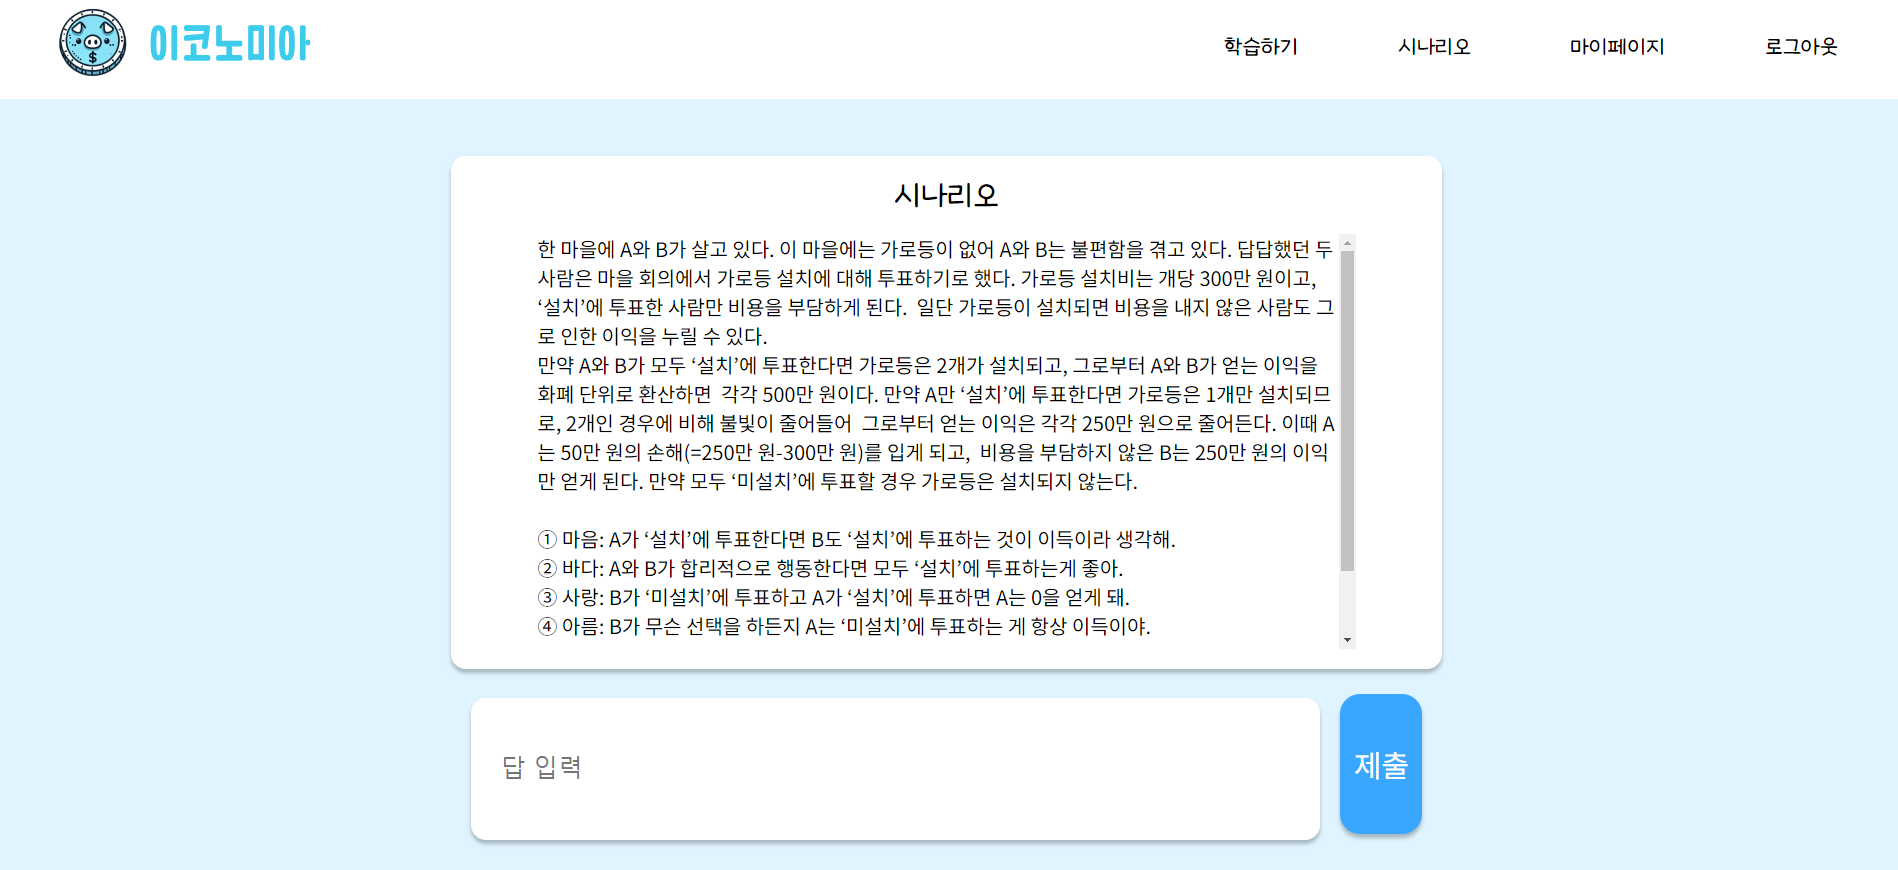 이코노미아
학습하기
시나리오
마이페이지
로그아웃
시나리오
한 마을에 A와 B가 살고 있다. 이 마을에는 가로등이 없어 A와 B는 불편함을 겪고 있다. 답답했던 두
사람은 마을 회의에서 가로등 설치에 대해 투표하기로 했다. 가로등 설치비는 개당 300만 원이고,
‘설치’에 투표한 사람만 비용을 부담하게 된다.  일단 가로등이 설치되면 비용을 내지 않은 사람도 그
로 인한 이익을 누릴 수 있다.
만약 A와 B가 모두 ‘설치’에 투표한다면 가로등은 2개가 설치되고, 그로부터 A와 B가 얻는 이익을
화폐 단위로 환산하면  각각 500만 원이다. 만약 A만 ‘설치’에 투표한다면 가로등은 1개만 설치되므
로, 2개인 경우에 비해 불빛이 줄어들어  그로부터 얻는 이익은 각각 250만 원으로 줄어든다. 이때 A
는 50만 원의 손해(=250만 원-300만 원)를 입게 되고,  비용을 부담하지 않은 B는 250만 원의 이익
만 얻게 된다. 만약 모두 ‘미설치’에 투표할 경우 가로등은 설치되지 않는다.
① 마음: A가 ‘설치’에 투표한다면 B도 ‘설치’에 투표하는 것이 이득이라 생각해.
② 바다: A와 B가 합리적으로 행동한다면 모두 ‘설치’에 투표하는게 좋아.
③ 사랑: B가 ‘미설치’에 투표하고 A가 ‘설치’에 투표하면 A는 0을 얻게 돼.
④ 아름: B가 무슨 선택을 하든지 A는 ‘미설치’에 투표하는 게 항상 이득이야.
답 입력
제출